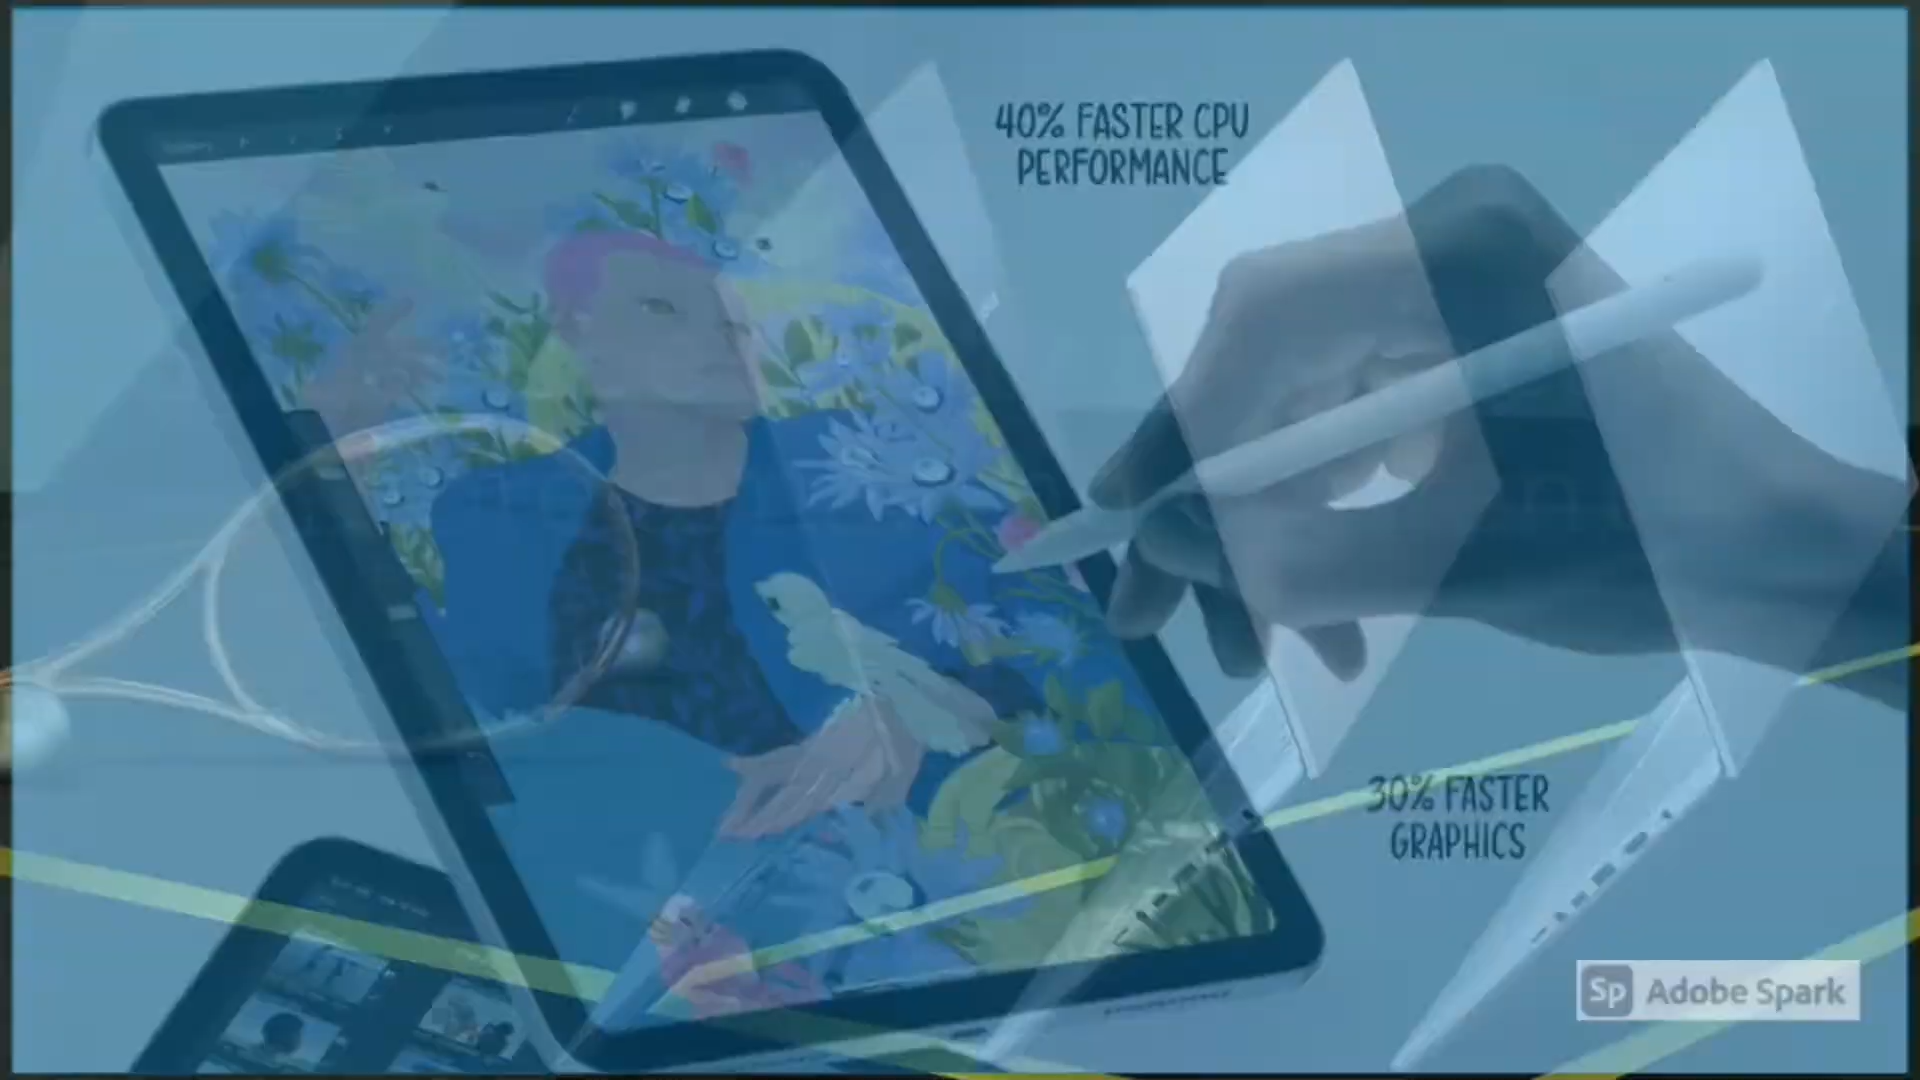 40% FASTER CPU
PERFORMANCE
30% FASTER
GRAPHICS
Sp Adobe Spark